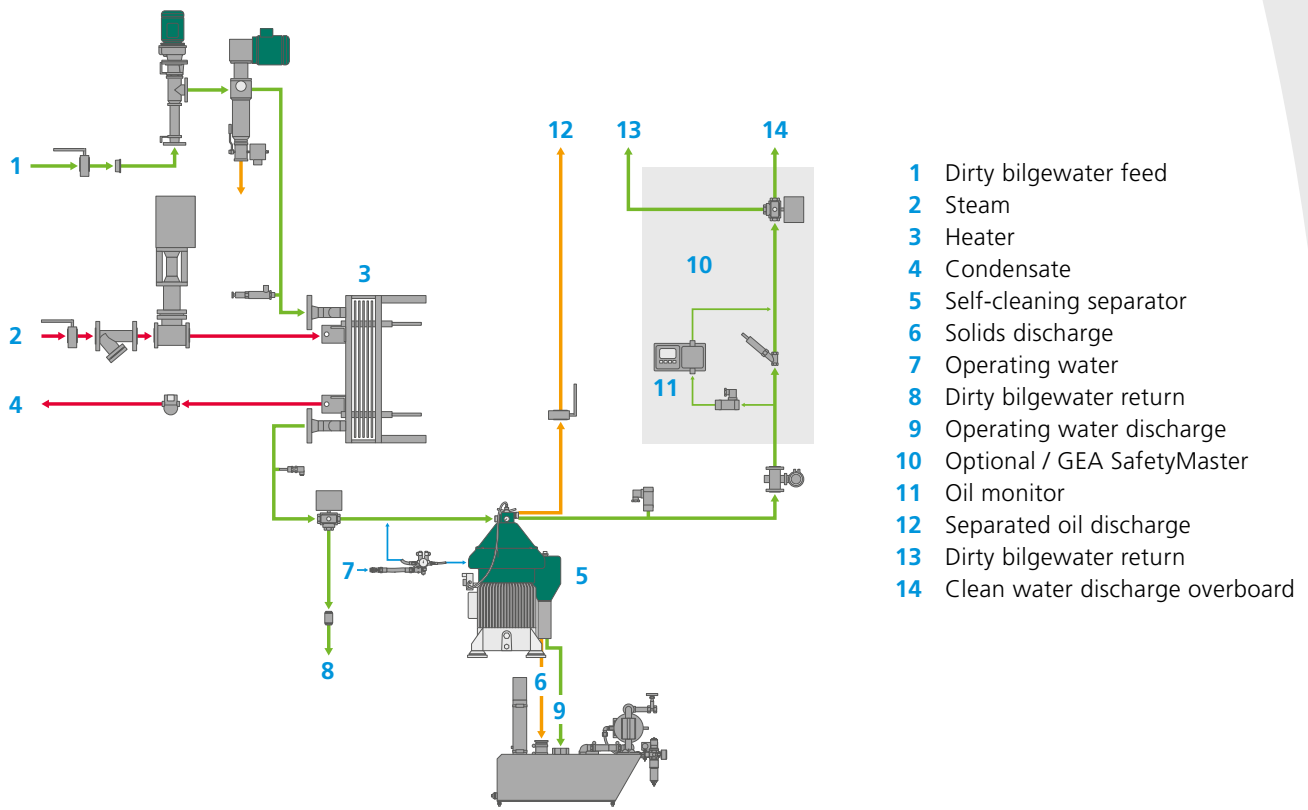 12
13
14
1
3
10
2
11
4
7
5
8
6
9
1 Dirty bilgewater feed
2 Steam
3 Heater
4 Condensate
5 Self-cleaning separator
6 Solids discharge
7 Operating water
8 Dirty bilgewater return
9 Operating water discharge
10 Optional / GEA SafetyMaster
11 Oil monitor
12 Separated oil discharge
13 Dirty bilgewater return
14 Clean water discharge overboard